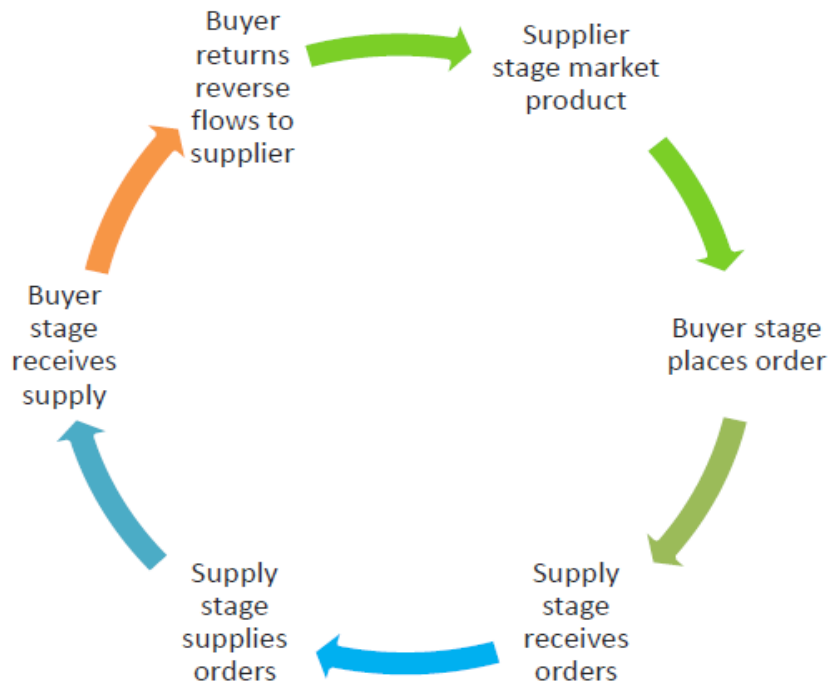 Buyer
returns
reverse
flows to
supplier
Supplier
stage market
product
Buyer stage
places order
Supply
stage
receives
orders
Supply
stage
supplies
orders
Buyer
stage
receives
supply